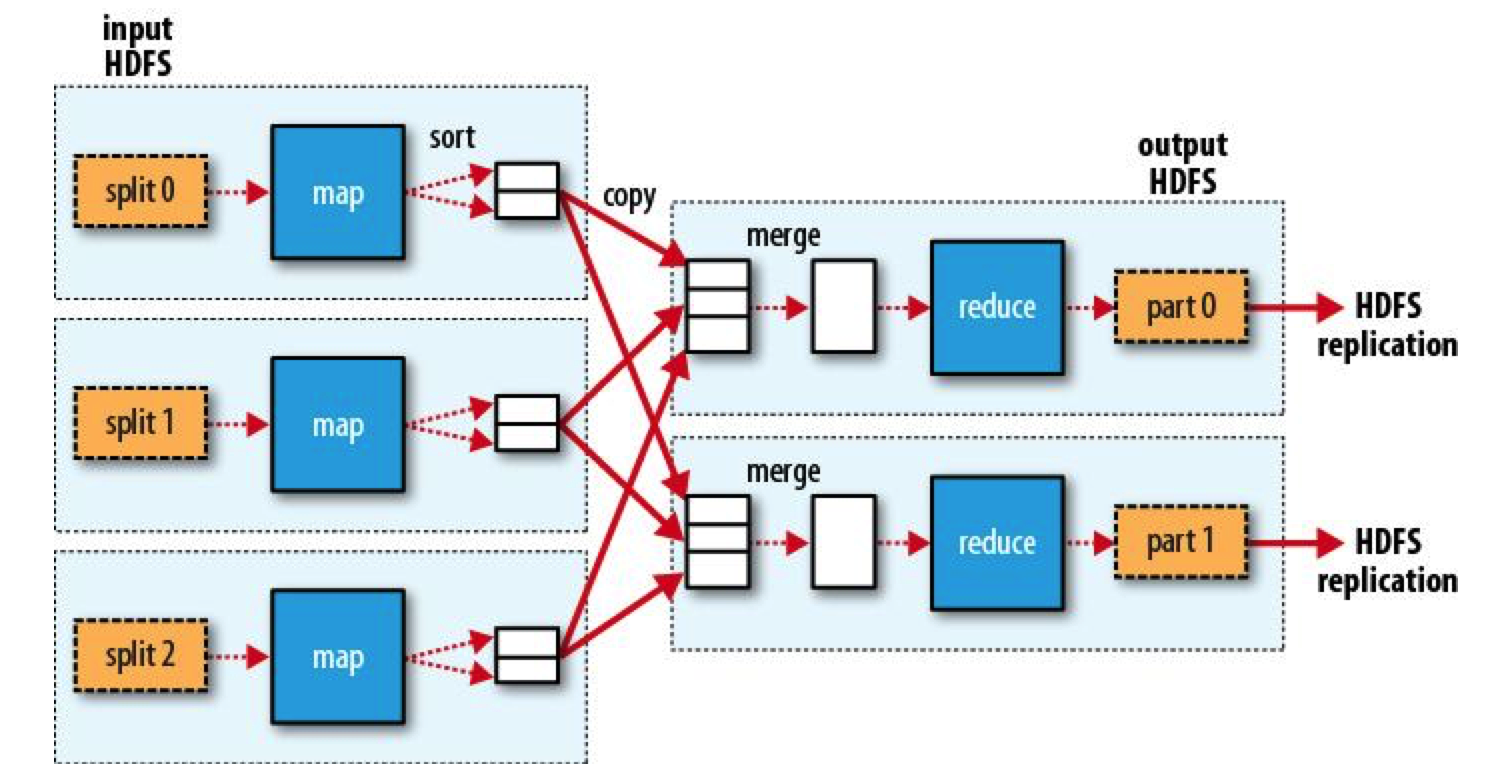 input
HDFS
split 0
map
sort
copy
split 1
map
split 2
map
output
HDFS
merge
reduce
part 0
HDFS
replication
merge
reduce
part 1
HDFS
replication